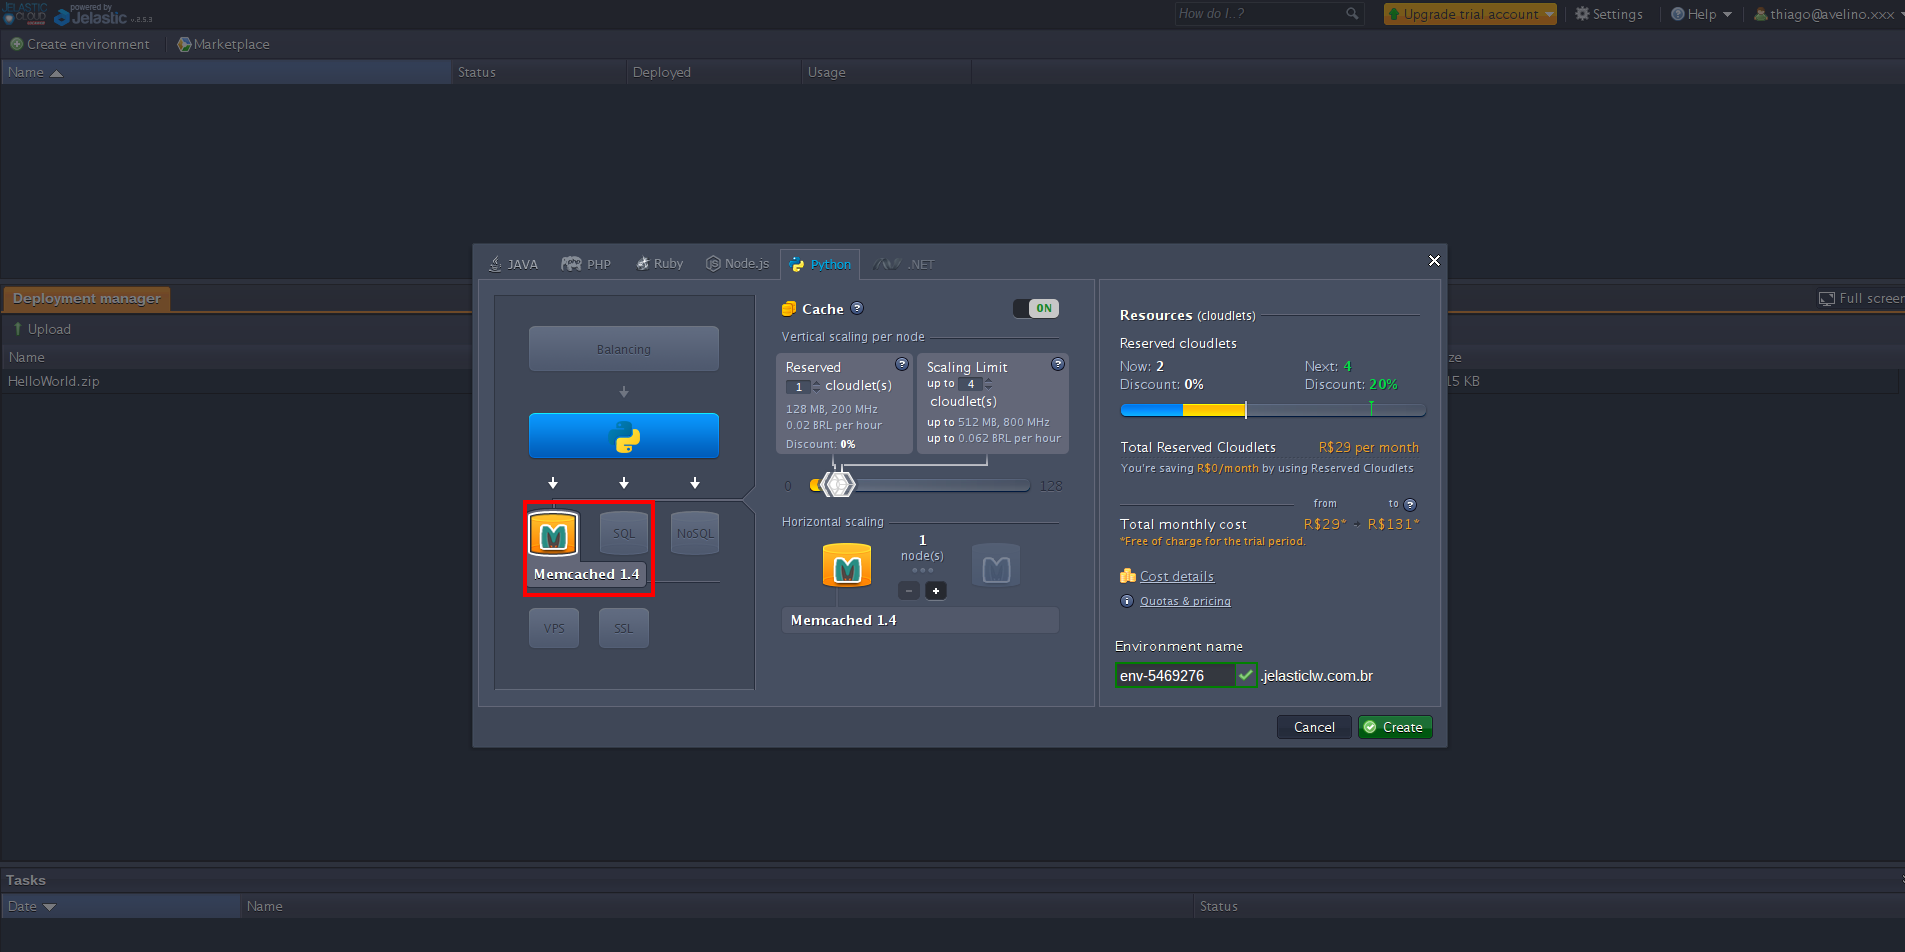 JELASTIC CLOUD
powered by
Jelastic v.2.5.3
How do I..?
Upgrade trial account
Settings
Help
thiago@avelino.xxx
Create environment
Marketplace
Name
Status
Deployed
Usage
Deployment manager
Full screen
Upload
Name
ze
HelloWorld.zip
15 KB
JAVA
PHP
Ruby
Node.js
Python
.NET
Balancing
SQL
NoSQL
Memcached 1.4
VPS
SSL
Cache
ON
Vertical scaling per node
Reserved
1 cloudlet(s)
128 MB, 200 MHz
0.02 BRL per hour
Discount: 0%
Scaling Limit
up to 4
cloudlet(s)
up to 512 MB, 800 MHz
up to 0.062 BRL per hour
0
128
Horizontal scaling
1
node(s)
Memcached 1.4
Resources (cloudlets)
Reserved cloudlets
Now: 2
Next: 4
Discount: 0%
Discount: 20%
Total Reserved Cloudlets
R$29 per month
You're saving R$0/month by using Reserved Cloudlets
from
to
Total monthly cost
R$29* - R$131*
*Free of charge for the trial period.
Cost details
Quotas & pricing
Environment name
env-5469276
.jelasticlw.com.br
Cancel
Create
Tasks
Date
Name
Status